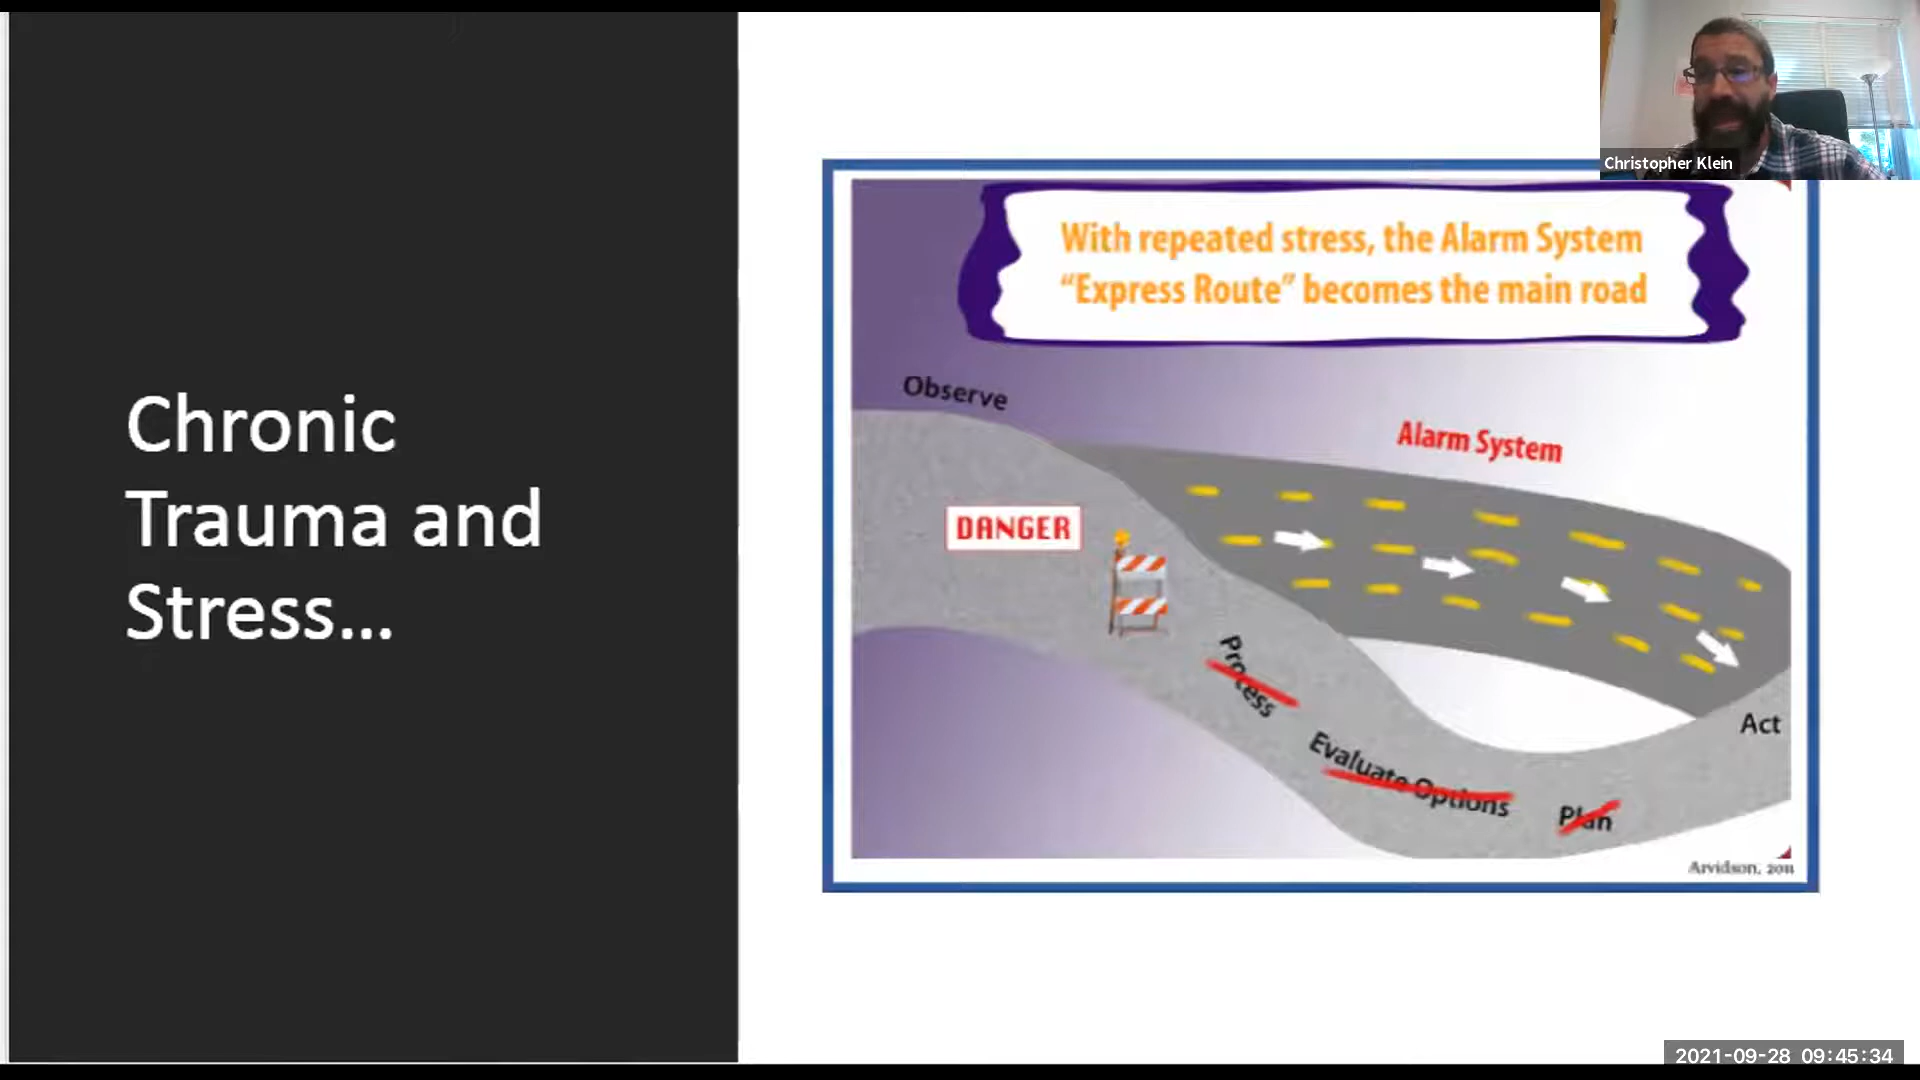 Christopher Klein
Chronic
Trauma and
Stress...
With repeated stress, the Alarm System
“Express Route” becomes the main road
Observe
Alarm System
DANGER
Process
Evaluate Options
Plan
Act
Arvidson, 2011
2021-09-28 09:45:34